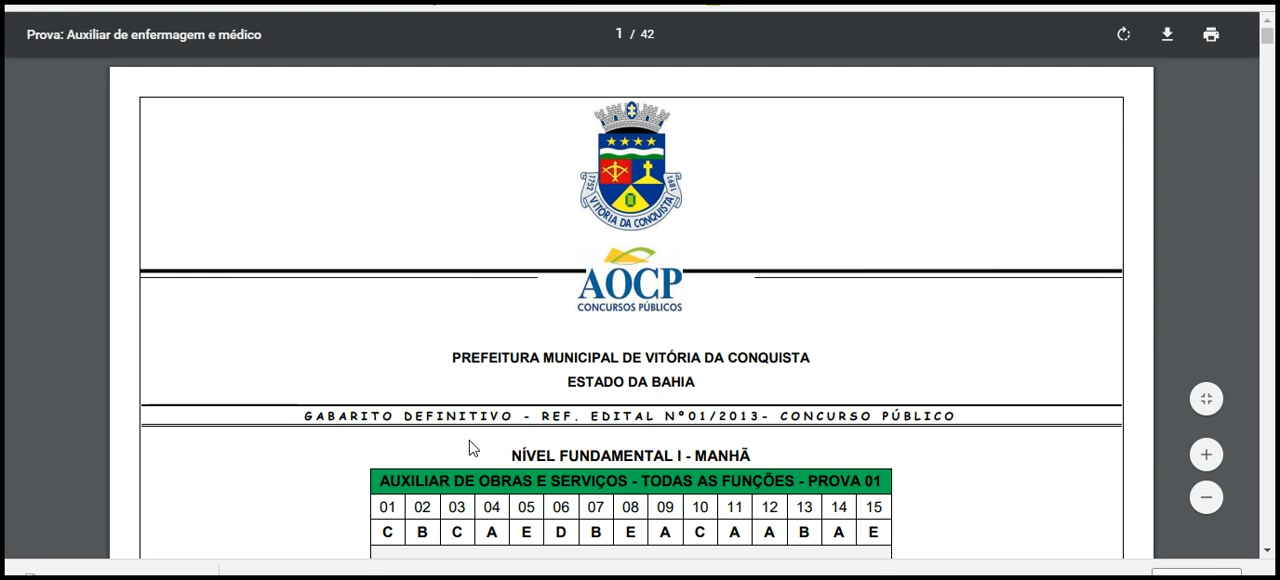 Prova: Auxiliar de enfermagem e médico
1 / 42
1752
1891
VITÓRIA DA CONQUISTA
AOCP
CONCURSOS PÚBLICOS
PREFEITURA MUNICIPAL DE VITÓRIA DA CONQUISTA
ESTADO DA BAHIA
GABARITO DEFINITIVO - REF. EDITAL Nº01/2013- CONCURSO PÚBLICO
NÍVEL FUNDAMENTAL I - MANHÃ
AUXILIAR DE OBRAS E SERVIÇOS - TODAS AS FUNÇÕES - PROVA 01
01 02 03 04 05 06 07 08 09 10 11 12 13 14 15
C B C A E D B E A C A A B A E